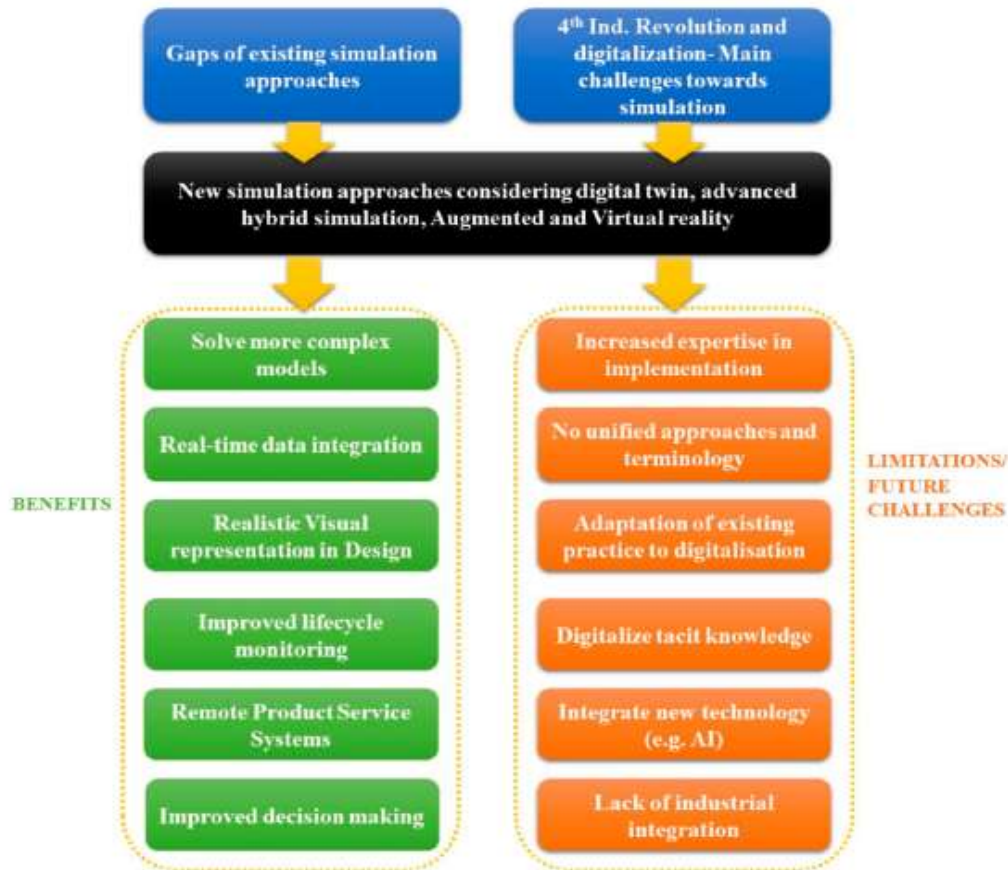 Gaps of existing simulation
approaches
4th Ind. Revolution and
digitalization- Main
challenges towards
simulation
New simulation approaches considering digital twin, advanced
hybrid simulation, Augmented and Virtual reality
BENEFITS
Solve more complex
models
Real-time data integration
Realistic Visual
representation in Design
Improved lifecycle
monitoring
Remote Product Service
Systems
Improved decision making
Increased expertise in
implementation
No unified approaches and
terminology
Adaptation of existing
practice to digitalisation
Digitalize tacit knowledge
Integrate new technology
(e.g. AI)
Lack of industrial
integration
LIMITATIONS/
FUTURE
CHALLENGES